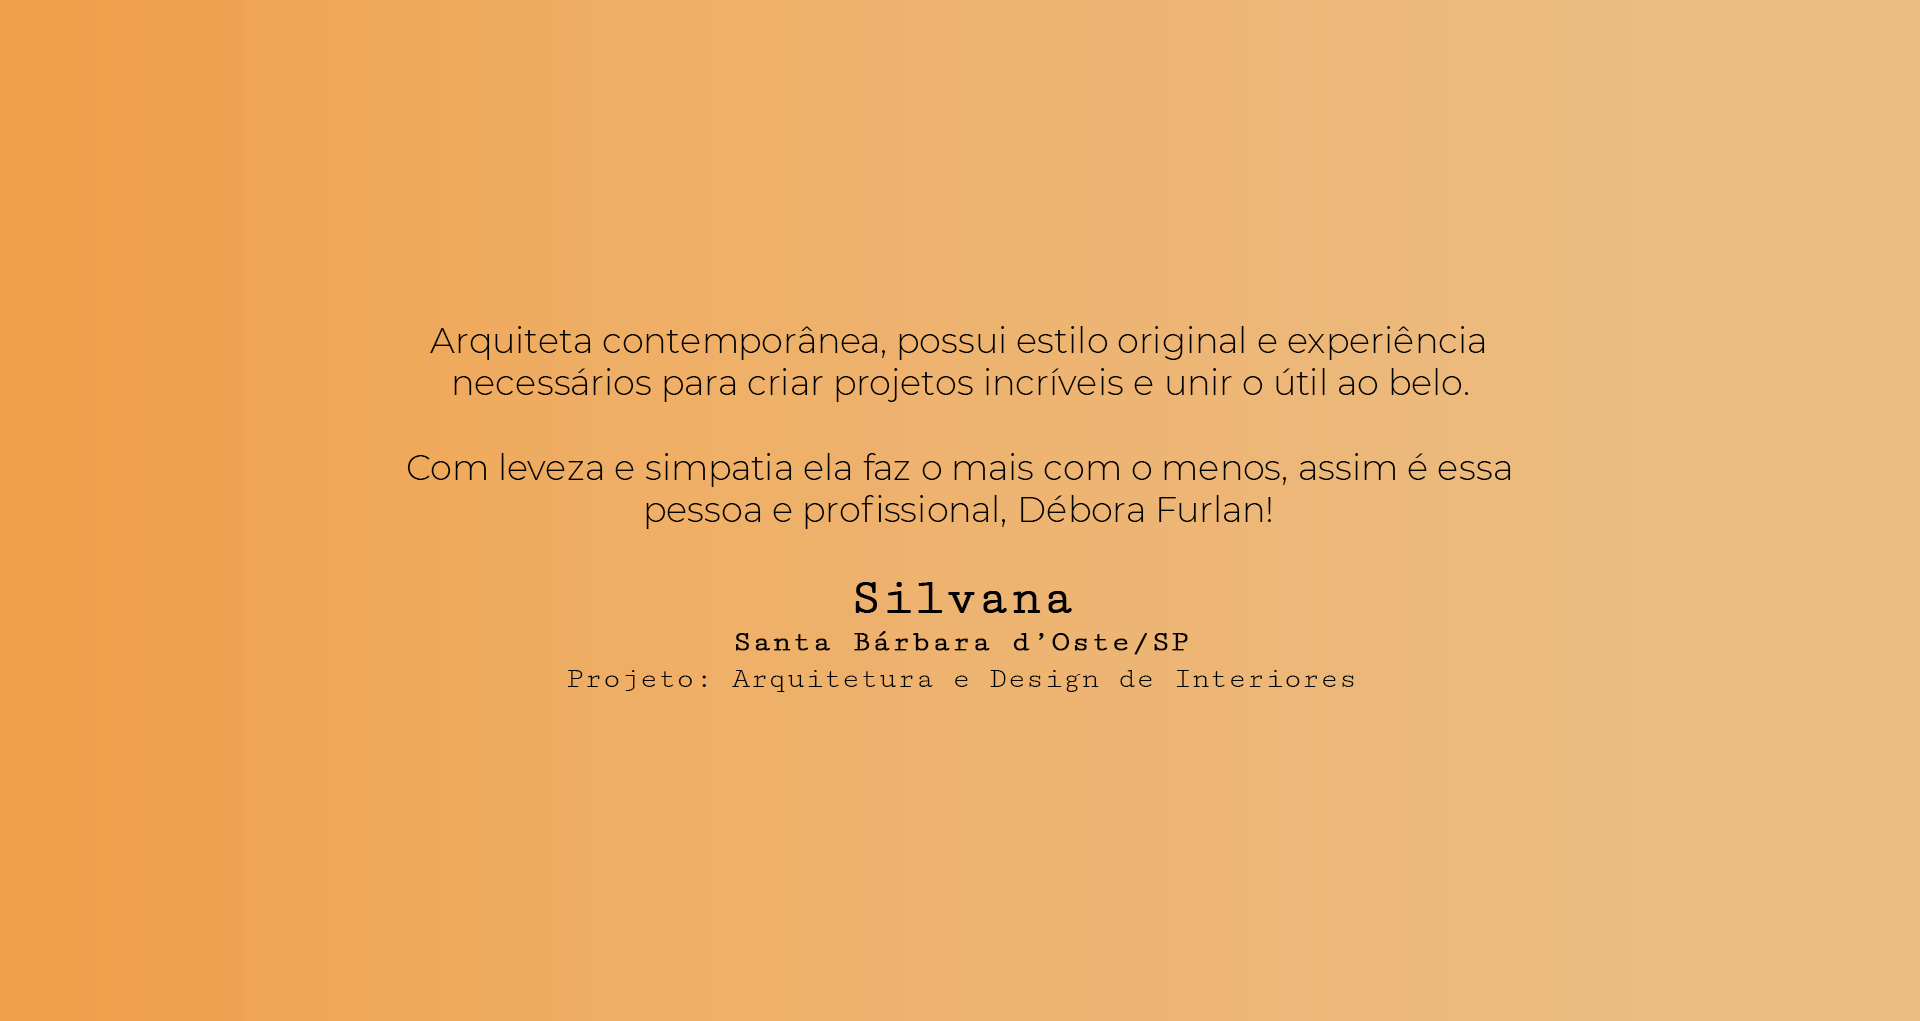 Arquiteta contemporânea, possui estilo original e experiência
necessários para criar projetos incríveis e unir o útil ao belo.
Com leveza e simpatia ela faz o mais com o menos, assim é essa
pessoa e profissional, Débora Furlan!
Silvana
Santa Bárbara d’Oste/SP
Projeto: Arquitetura e Design de Interiores